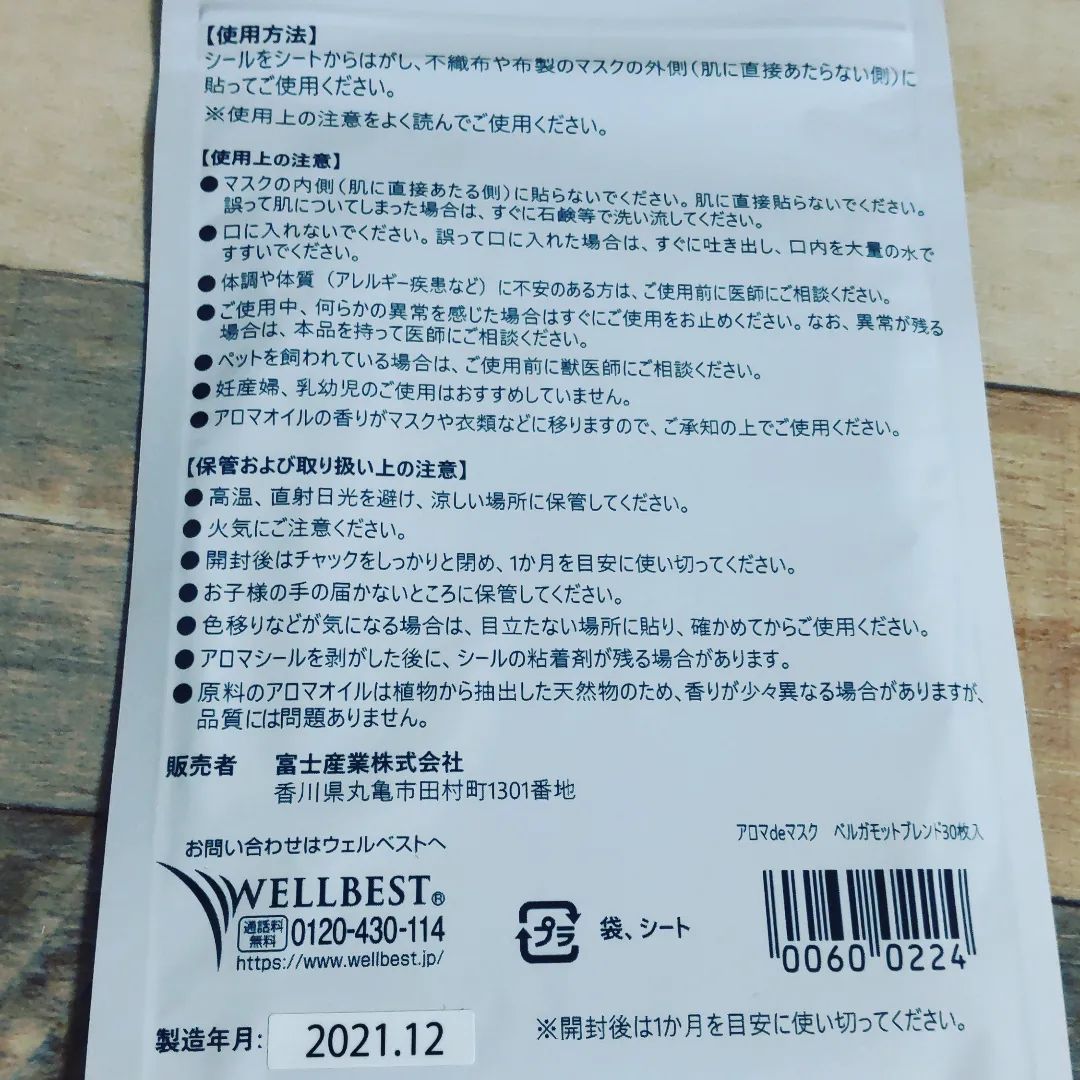 【使用方法】
シールをシートからはがし、不織布や布製のマスクの外側(肌に直接あたらない側)に
貼ってご使用ください。
※使用上の注意をよく読んでご使用ください。
【使用上の注意】
●マスクの内側(肌に直接あたる側)に貼らないでください。肌に直接貼らないでください。
誤って肌についてしまった場合は、すぐに石鹸等で洗い流してください。
●口に入れないでください。誤って口に入れた場合は、すぐに吐き出し、口内を大量の水で
すすいでください。
●体調や体質(アレルギー疾患など)に不安のある方は、ご使用前に医師にご相談ください。
●ご使用中、何らかの異常を感じた場合はすぐにご使用をお止めください。なお、異常が残る
場合は、本品を持って医師にご相談ください。
●ペットを飼われている場合は、ご使用前に獣医師にご相談ください。
●妊産婦、乳幼児のご使用はおすすめしていません。
●アロマオイルの香りがマスクや衣類などに移りますので、ご承知の上でご使用ください。
【保管および取り扱い上の注意】
●高温、直射日光を避け、涼しい場所に保管してください。
●火気にご注意ください。
●開封後はチャックをしっかりと閉め、1か月を目安に使い切ってください。
●お子様の手の届かないところに保管してください。
●色移りなどが気になる場合は、目立たない場所に貼り、確かめてからご使用ください。
●アロマシールを剥がした後に、シールの粘着剤が残る場合があります。
●原料のアロマオイルは植物から抽出した天然物のため、香りが少々異なる場合がありますが、
品質には問題ありません。
販売者 富士産業株式会社
香川県丸亀市田村町1301番地
アロマdeマスク ベルガモットブレンド30枚入
お問い合わせはウェルベストへ
WELLBEST®
通話料
無料 0120-430-114
https://www.wellbest.jp/
プラ 袋、シート
0060 0224
製造年月: 2021.12
※開封後は1か月を目安に使い切ってください。